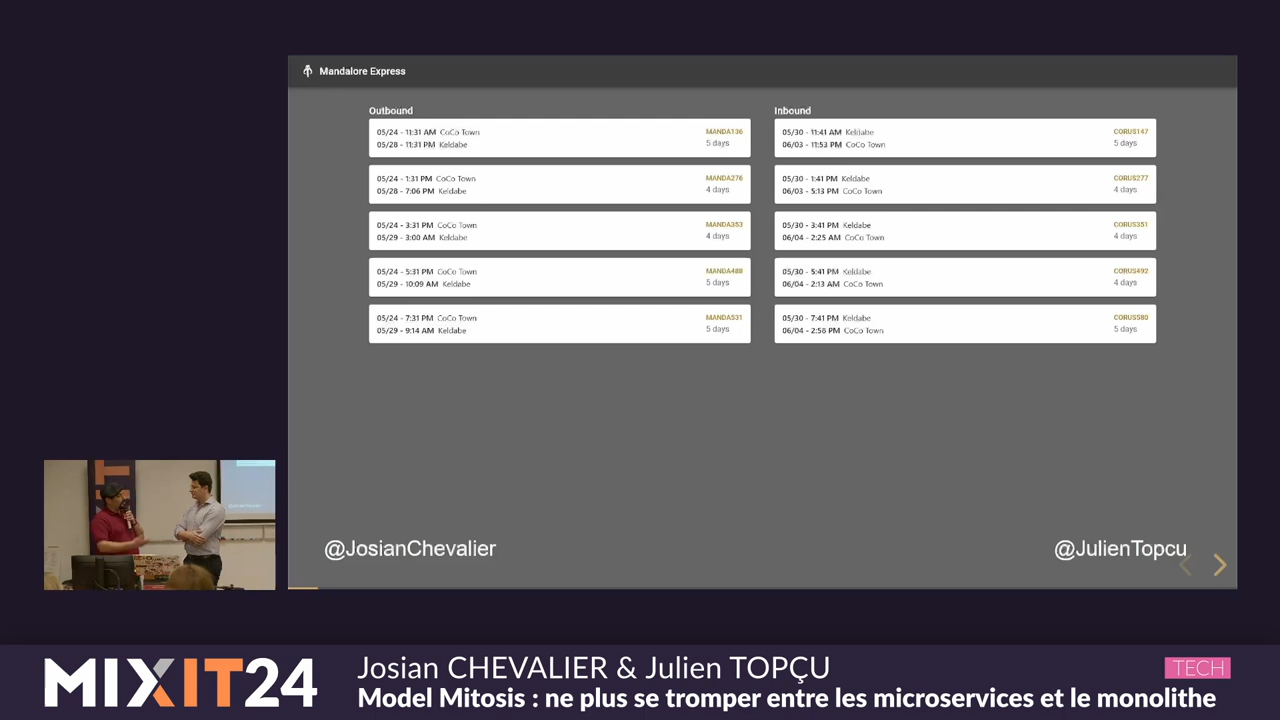 Mandalore Express
Outbound
05/24 - 11:31 AM CoCo Town
MANDA136
05/28 - 11:31 PM Keldabe
5 days
05/24 - 1:31 PM CoCo Town
MANDA276
05/28 - 7:06 PM Keldabe
4 days
05/24 - 3:31 PM CoCo Town
MANDA353
05/29 - 3:00 AM Keldabe
4 days
05/24 - 5:31 PM CoCo Town
MANDA488
05/29 - 10:09 AM Keldabe
5 days
05/24 - 7:31 PM CoCo Town
MANDA531
05/29 - 9:14 AM Keldabe
5 days
Inbound
05/30 - 11:41 AM Keldabe
CORUS147
06/03 - 11:53 PM CoCo Town
5 days
05/30 - 1:41 PM Keldabe
CORUS277
06/03 - 5:13 PM CoCo Town
4 days
05/30 - 3:41 PM Keldabe
CORUS351
06/04 - 2:25 AM CoCo Town
4 days
05/30 - 5:41 PM Keldabe
CORUS492
06/04 - 2:13 AM CoCo Town
4 days
05/30 - 7:41 PM Keldabe
CORUS580
06/04 - 2:58 PM CoCo Town
5 days
@JosianChevalier
@JulienTopcu
MIXIT24
Josian CHEVALIER & Julien TOPÇU
TECH
Model Mitosis : ne plus se tromper entre les microservices et le monolithe